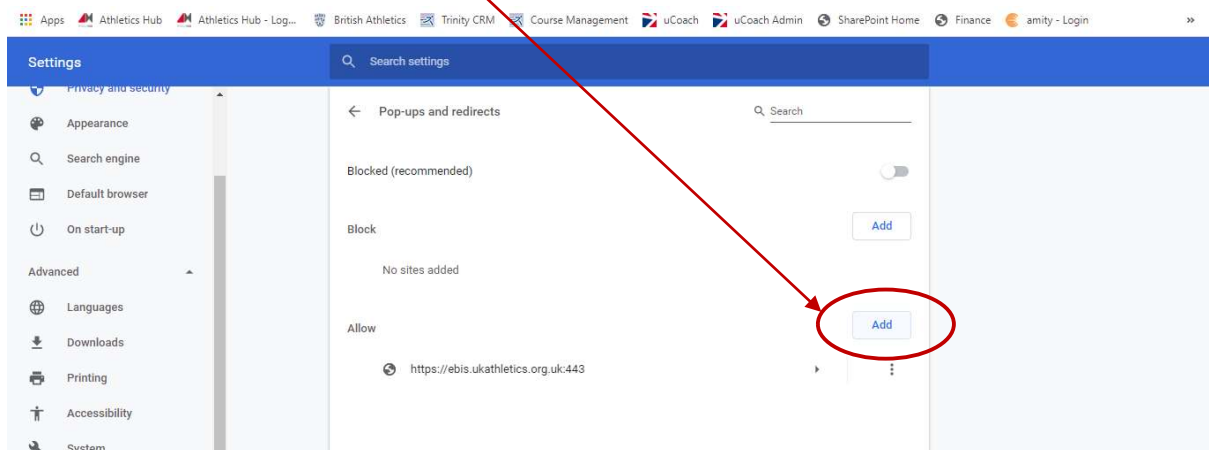 Apps Athletics Hub Athletics Hub - Log... British Athletics Trinity CRM Course Management uCoach uCoach Admin SharePoint Home Finance amity - Login »
Settings
Search settings
Privacy and security
Appearance
Search engine
Default browser
On start-up
Advanced
Languages
Downloads
Printing
Accessibility
System
Pop-ups and redirects
Search
Blocked (recommended)
Block
Add
No sites added
Allow
Add
https://ebis.ukathletics.org.uk:443